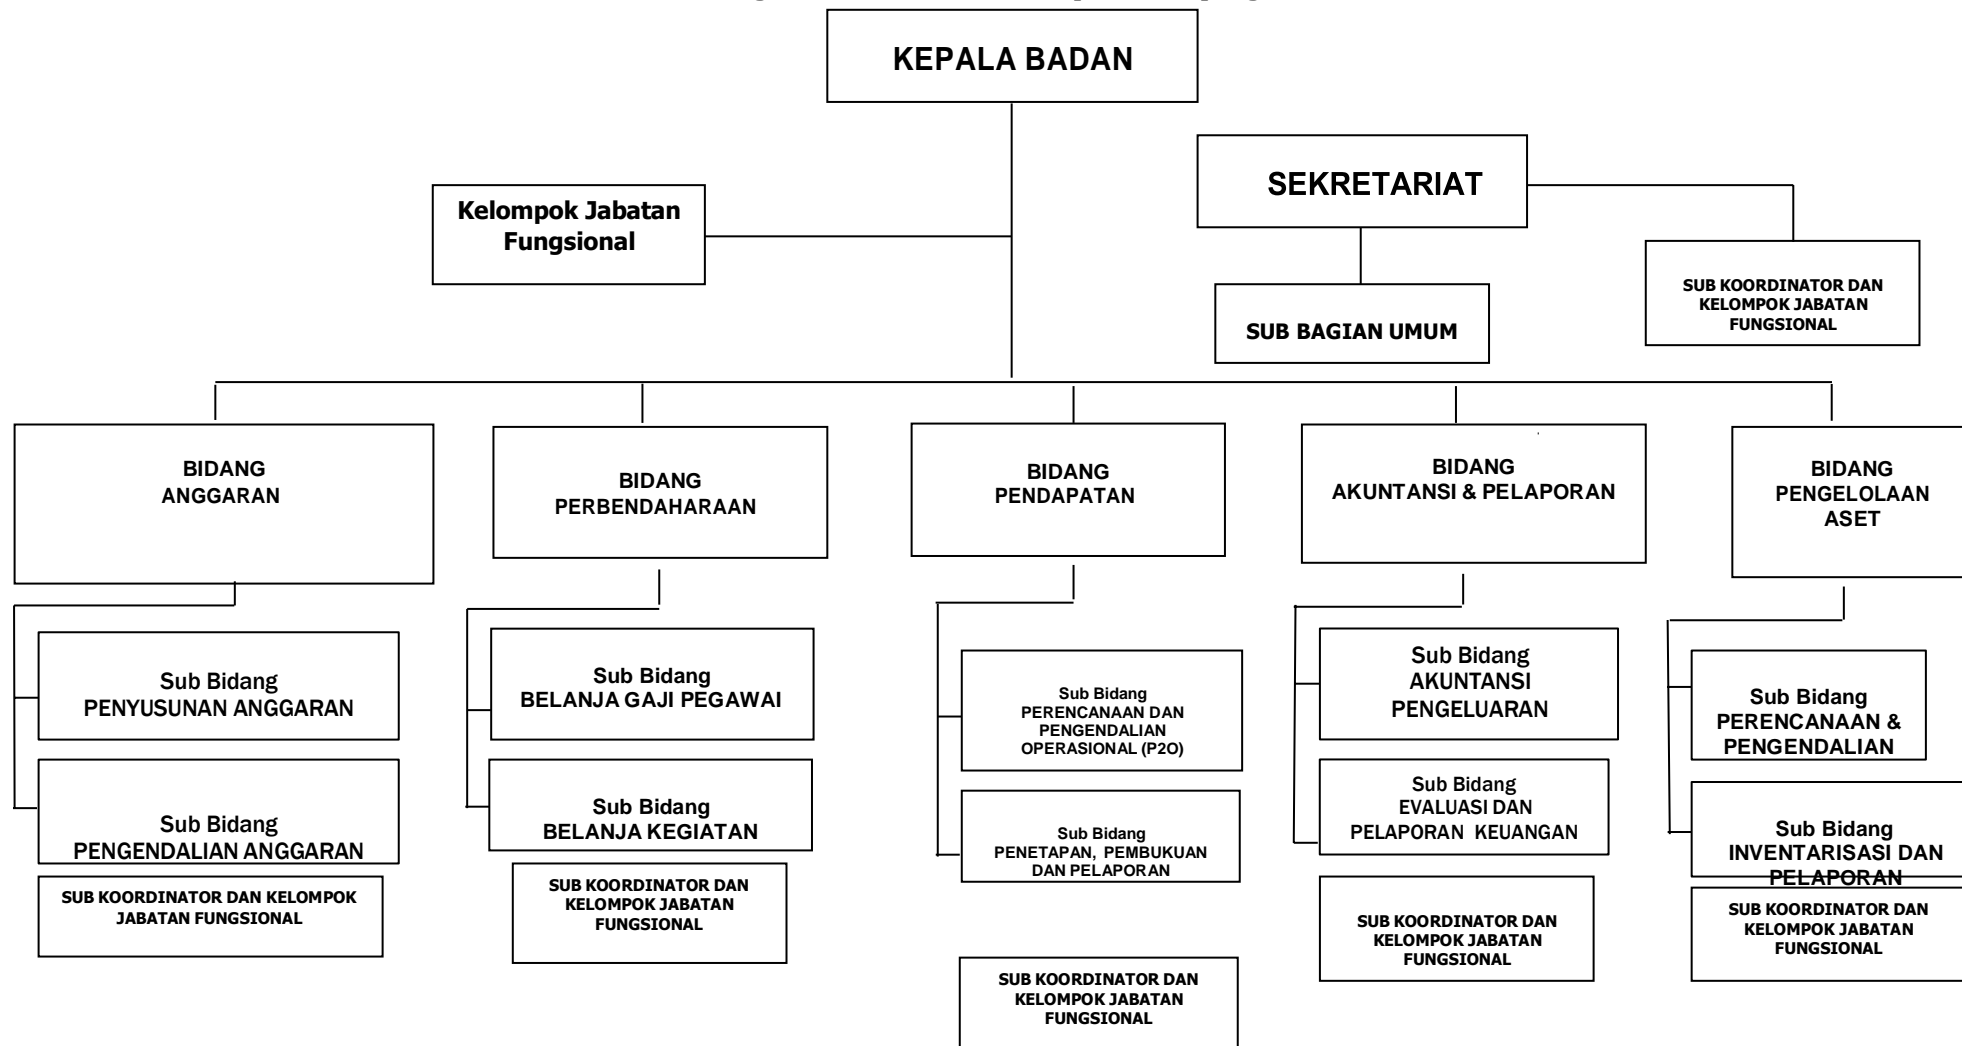 KEPALA BADAN
SEKRETARIAT
Kelompok Jabatan
Fungsional
SUB KOORDINATOR DAN
KELOMPOK JABATAN
FUNGSIONAL
SUB BAGIAN UMUM
BIDANG
ANGGARAN
BIDANG
PERBENDAHARAAN
BIDANG
PENDAPATAN
BIDANG
AKUNTANSI & PELAPORAN
BIDANG
PENGELOLAAN
ASET
Sub Bidang
PENYUSUNAN ANGGARAN
Sub Bidang
PENGENDALIAN ANGGARAN
SUB KOORDINATOR DAN KELOMPOK
JABATAN FUNGSIONAL
Sub Bidang
BELANJA GAJI PEGAWAI
Sub Bidang
BELANJA KEGIATAN
SUB KOORDINATOR DAN
KELOMPOK JABATAN
FUNGSIONAL
Sub Bidang
PERENCANAAN DAN
PENGENDALIAN
OPERASIONAL (P2O)
Sub Bidang
PENETAPAN, PEMBUKUAN
DAN PELAPORAN
SUB KOORDINATOR DAN
KELOMPOK JABATAN
FUNGSIONAL
Sub Bidang
AKUNTANSI
PENGELUARAN
Sub Bidang
EVALUASI DAN
PELAPORAN KEUANGAN
SUB KOORDINATOR DAN
KELOMPOK JABATAN
FUNGSIONAL
Sub Bidang
PERENCANAAN &
PENGENDALIAN
Sub Bidang
INVENTARISASI DAN
PELAPORAN
SUB KOORDINATOR DAN
KELOMPOK JABATAN
FUNGSIONAL